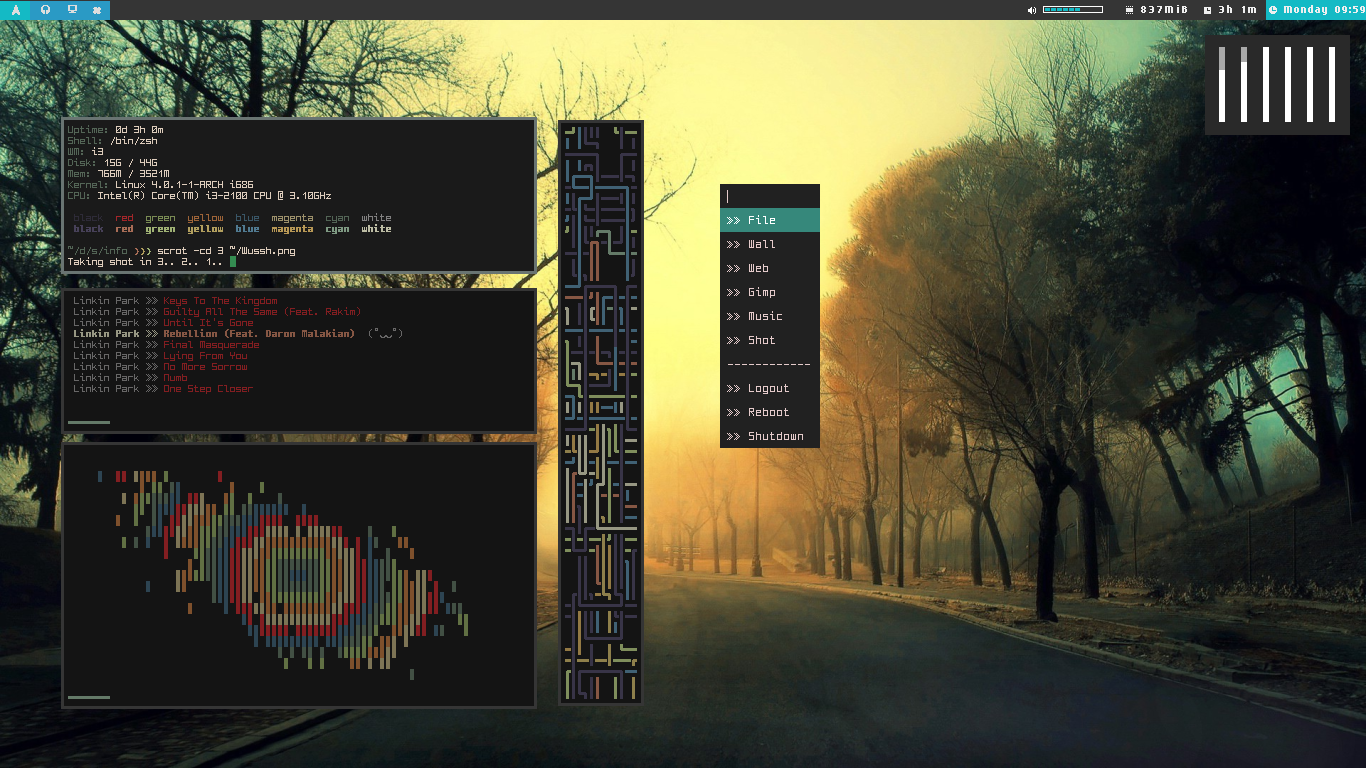 837MiB 3h 1m Monday 09:59
Uptime: 0d 3h 0m
Shell: /bin/zsh
WM: i3
Disk: 15G / 44G
Mem: 766M / 3521M
Kernel: Linux 4.0.1-1-ARCH i686
CPU: Intel(R) Core(TM) i3-2100 CPU @ 3.10GHz
black red green yellow blue magenta cyan white
black red green yellow blue magenta cyan white
~/d/s/info ❯❯❯ scrot -cd 3 ~/Wussh.png
Taking shot in 3.. 2.. 1..
Linkin Park >> Keys To The Kingdom
Linkin Park >> Guilty All The Same (Feat. Rakim)
Linkin Park >> Until It's Gone
Linkin Park >> Rebellion (Feat. Daron Malakian) (˚ω˚)
Linkin Park >> Final Masquerade
Linkin Park >> Lying From You
Linkin Park >> No More Sorrow
Linkin Park >> Numb
Linkin Park >> One Step Closer
>> File
>> Wall
>> Web
>> Gimp
>> Music
>> Shot
------------
>> Logout
>> Reboot
>> Shutdown